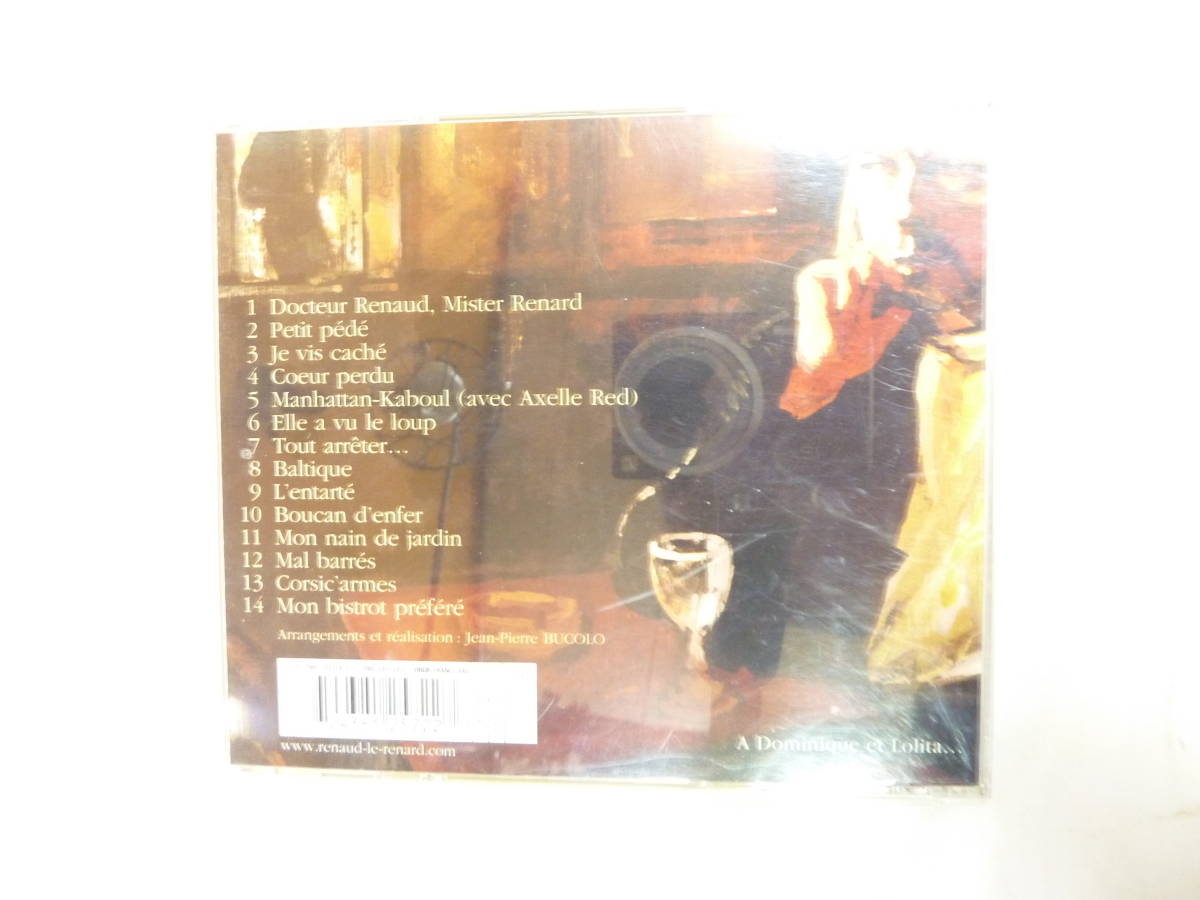 1 Docteur Renaud, Mister Renard
2 Petit pédé
3 Je vis caché
4 Coeur perdu
5 Manhattan-Kaboul (avec Axelle Red)
6 Elle a vu le loup
7 Tout arrêter...
8 Baltique
9 L'entarté
10 Boucan d'enfer
11 Mon nain de jardin
12 Mal barrés
13 Corsic'armes
14 Mon bistrot préféré
Arrangements et réalisation : Jean-Pierre BUCOLO
www.renaud-le-renard.com
A Dominique et Lolita...